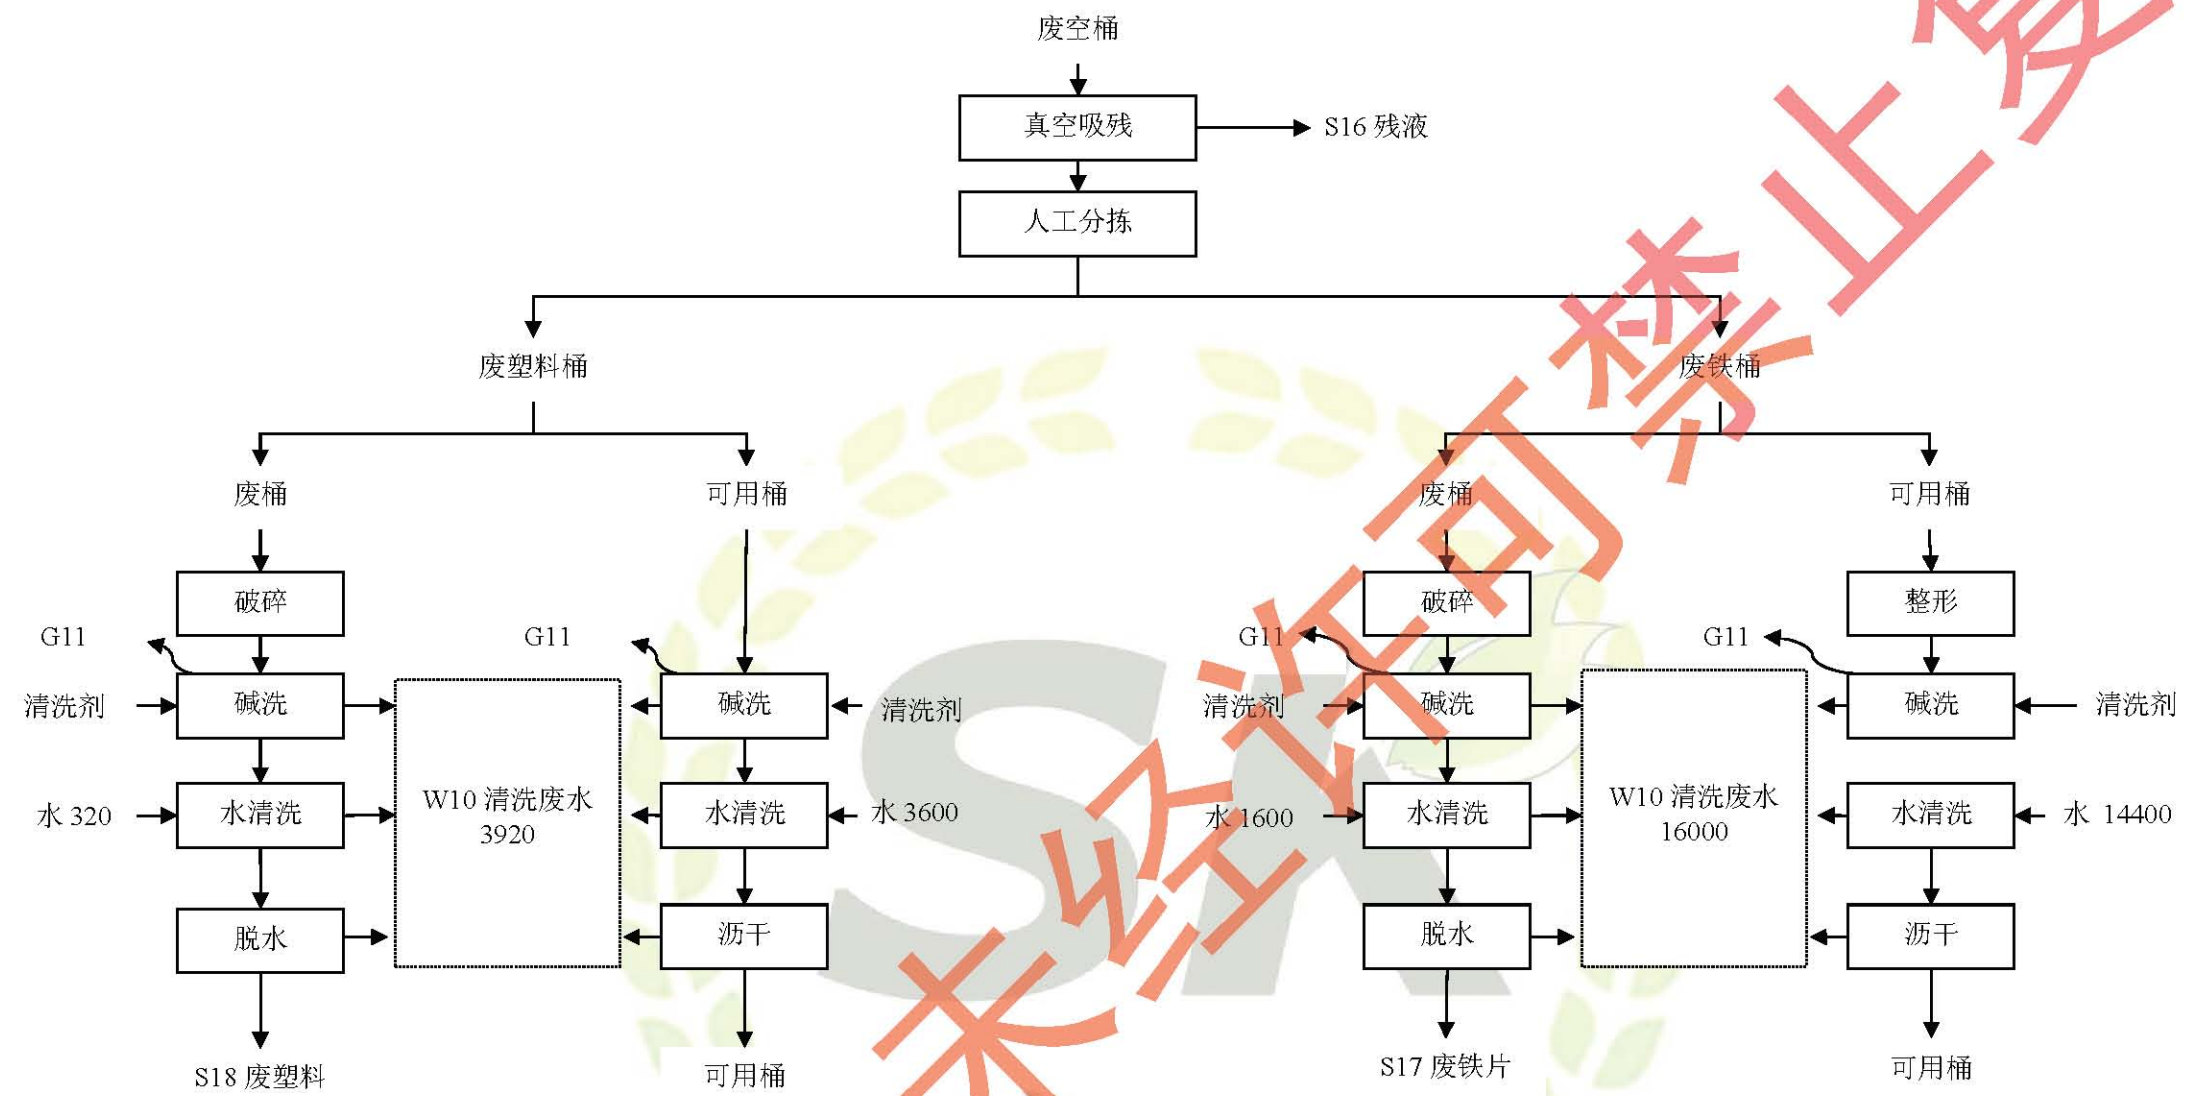 废空桶
真空吸残
S16 残液
人工分拣
废塑料桶
废铁桶
废桶
可用桶
废桶
可用桶
破碎
破碎
整形
G11
G11
G11
G11
清洗剂
碱洗
碱洗
清洗剂
清洗剂
碱洗
碱洗
清洗剂
水 320
水清洗
W10 清洗废水
3920
水清洗
水 3600
水 1600
水清洗
W10 清洗废水
16000
水清洗
水 14400
脱水
沥干
脱水
沥干
S18 废塑料
可用桶
S17 废铁片
可用桶
未经许可禁止复
SK